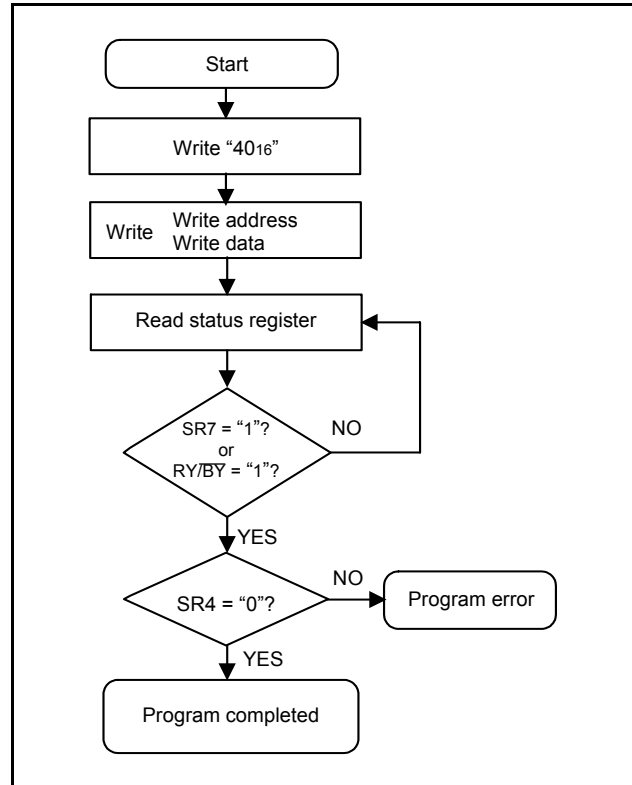 Start
Write “40₁₆”
Write
Write address
Write data
Read status register
SR7 = “1”?
or
RY/B̅Y̅ = “1”?
NO
YES
SR4 = “0”?
NO
Program error
YES
Program completed